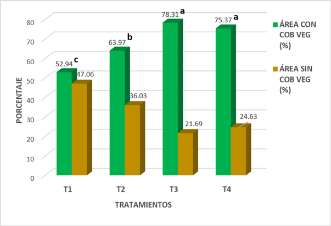 80
70
60
50
40
30
20
10
0
PORCENTAJE
52.94
c
47.06
63.97
b
36.03
78.31
a
21.69
75.37
a
24.63
T1
T2
T3
T4
TRATAMIENTOS
ÁREA CON
COB VEG
(%)
ÁREA SIN
COB VEG
(%)